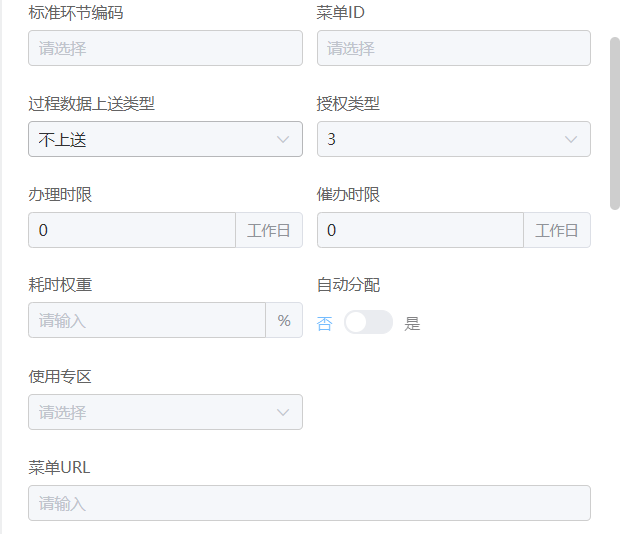 标准环节编码 菜单ID
请选择 请选择
过程数据上送类型 授权类型
不上送 3
办理时限 催办时限
0 工作日 0 工作日
耗时权重 自动分配
请输入 % 否 是
使用专区
请选择
菜单URL
请输入